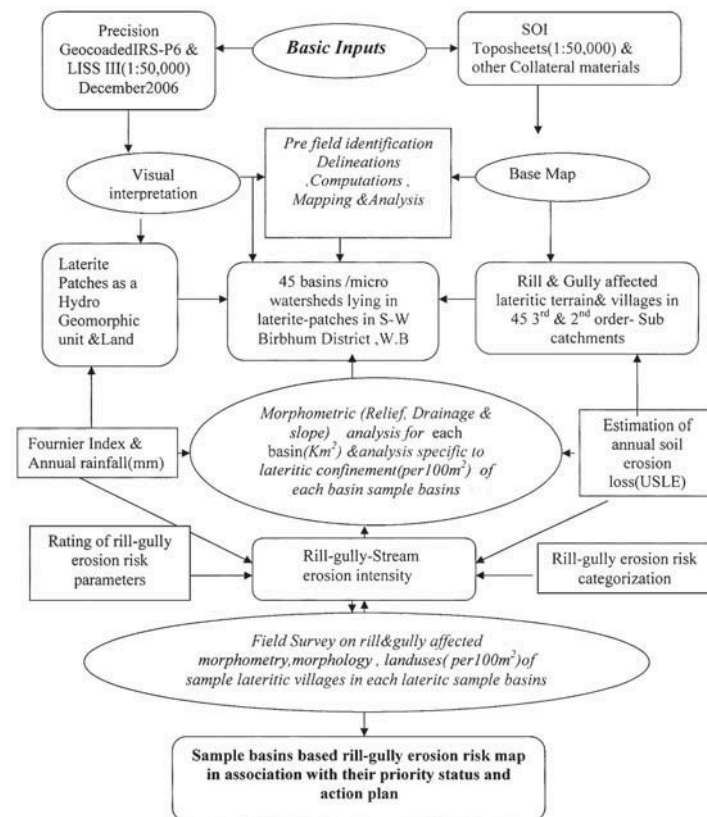 Precision
GeocoadedIRS-P6 &
LISS III(1:50,000)
December2006
Basic Inputs
SOI
Toposheets(1:50,000) &
other Collateral materials
Visual
interpretation
Pre field identification
Delineations
,Computations ,
Mapping &Analysis
Base Map
Laterite
Patches as a
Hydro
Geomorphic
unit &Land
45 basins /micro
watersheds lying in
laterite-patches in S-W
Birbhum District ,W.B
Rill & Gully affected
lateritic terrain& villages in
45 3rd & 2nd order- Sub
catchments
Fournier Index &
Annual rainfall(mm)
Morphometric (Relief, Drainage &
slope) analysis for each
basin(Km²) &analysis specific to
lateritic confinement(per100m²) of
each basin sample basins
Estimation of
annual soil
erosion
loss(USLE)
Rating of rill-gully
erosion risk
parameters
Rill-gully-Stream
erosion intensity
Rill-gully erosion risk
categorization
Field Survey on rill&gully affected
morphometry,morphology , landuses( per100m²)of
sample lateritic villages in each lateritc sample basins
Sample basins based rill-gully erosion risk map
in association with their priority status and
action plan